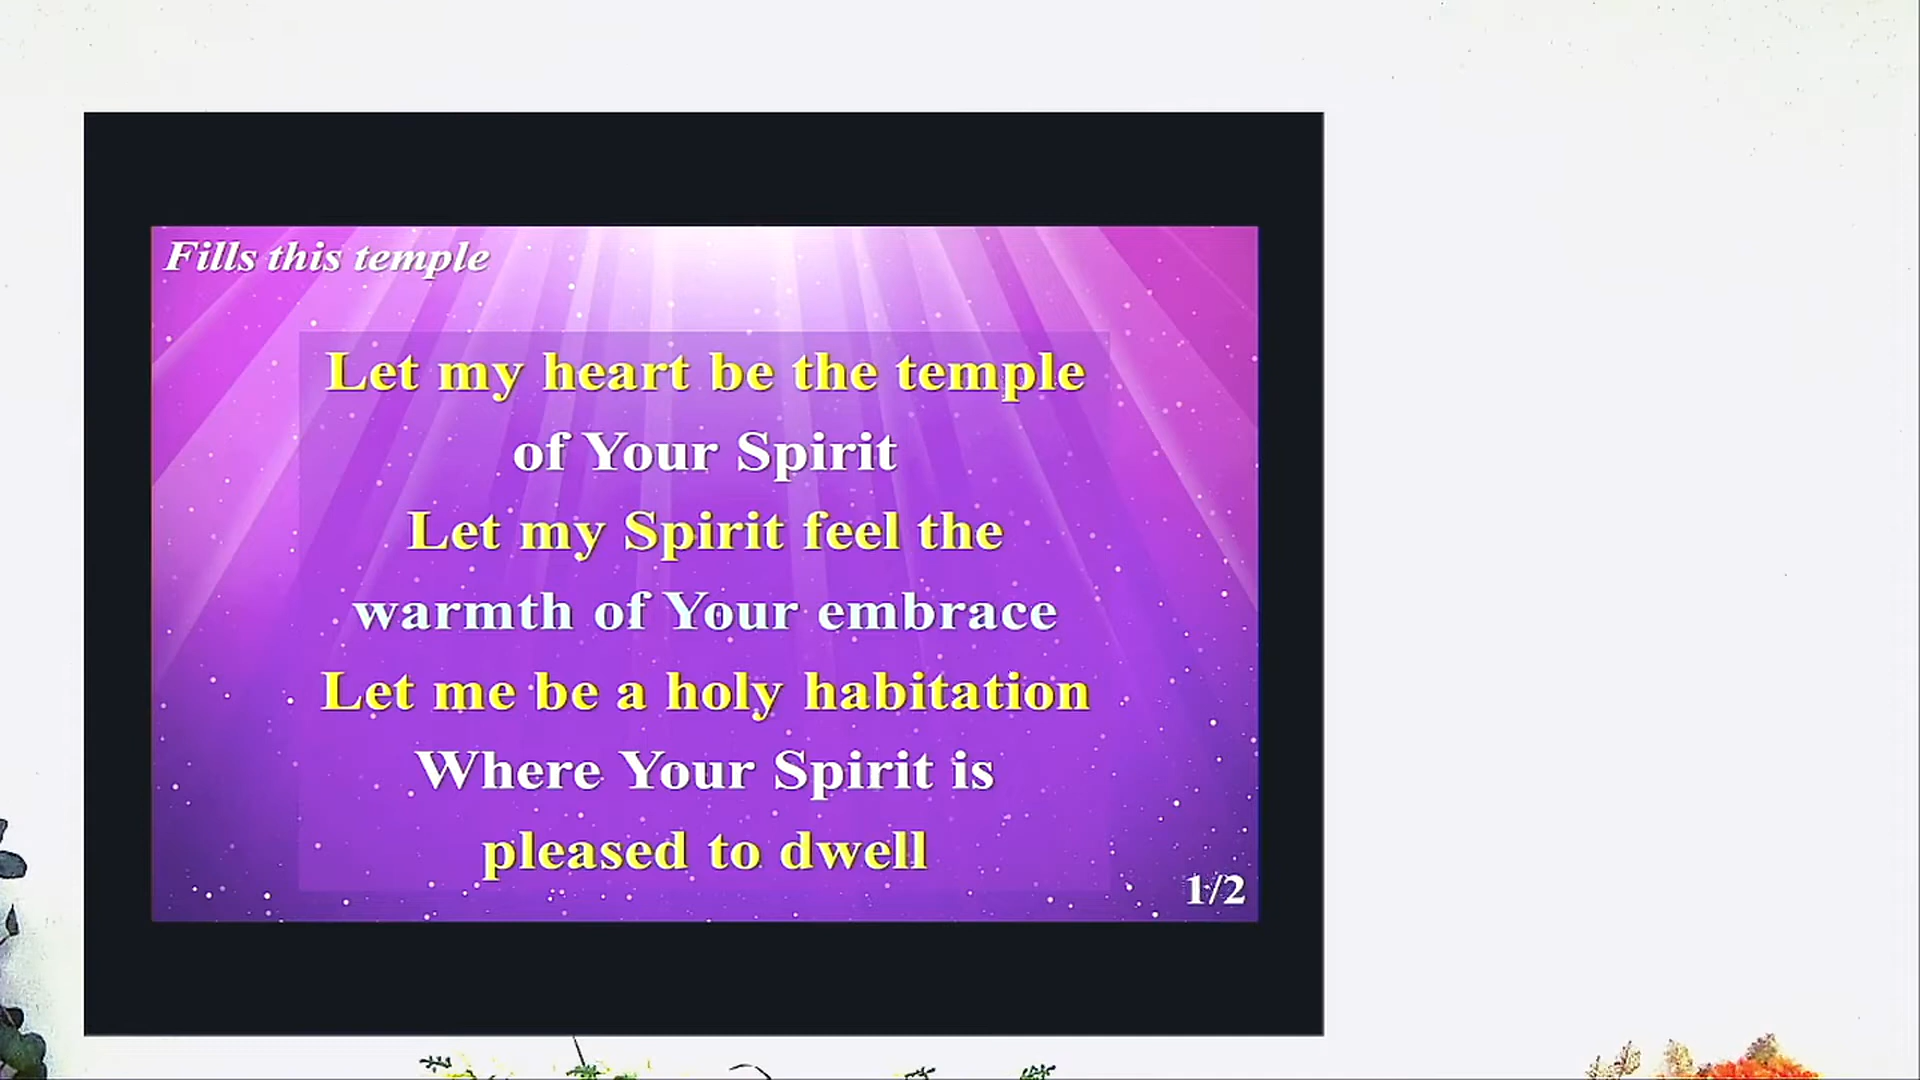 Fills this temple
Let my heart be the temple
of Your Spirit
Let my Spirit feel the
warmth of Your embrace
Let me be a holy habitation
Where Your Spirit is
pleased to dwell
1/2